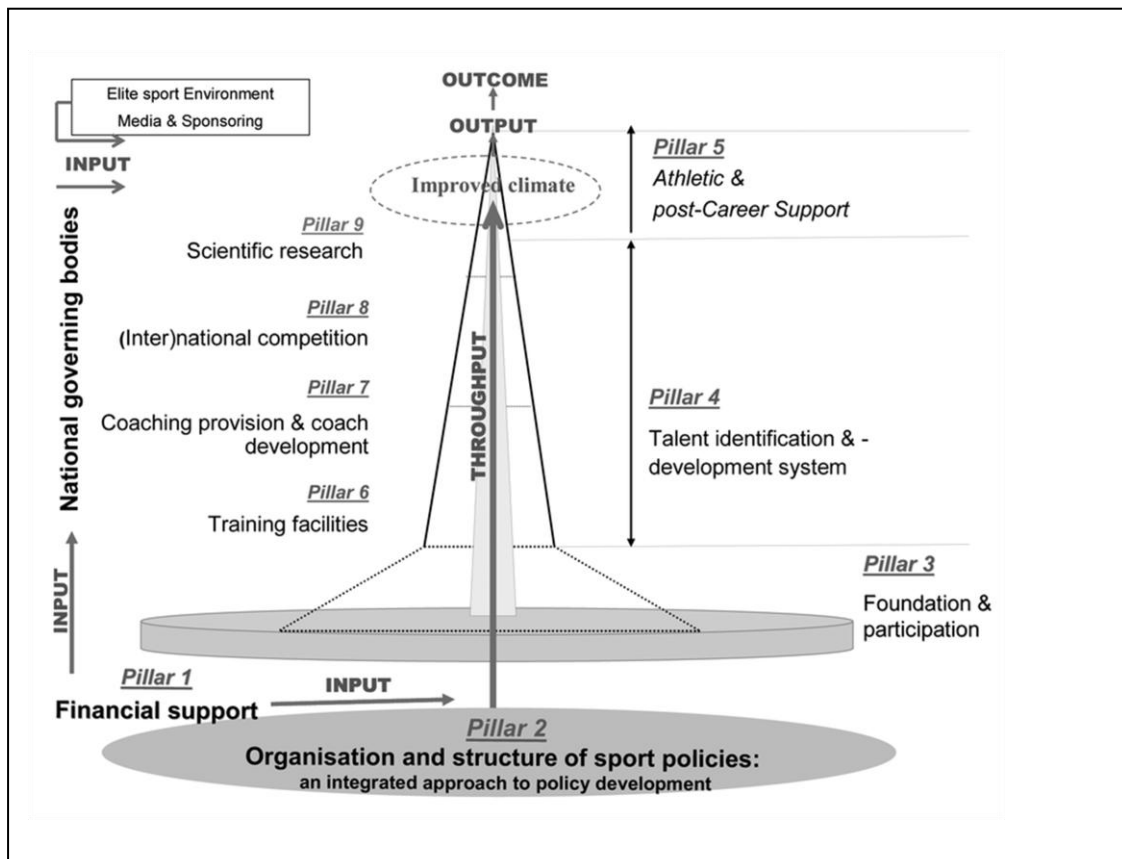 Elite sport Environment
Media & Sponsoring
INPUT
National governing bodies
INPUT
OUTCOME
OUTPUT
Improved climate
THROUGHPUT
Pillar 9
Scientific research
Pillar 8
(Inter)national competition
Pillar 7
Coaching provision & coach
development
Pillar 6
Training facilities
Pillar 5
Athletic &
post-Career Support
Pillar 4
Talent identification & -
development system
Pillar 3
Foundation &
participation
Pillar 1
Financial support
INPUT
Pillar 2
Organisation and structure of sport policies:
an integrated approach to policy development